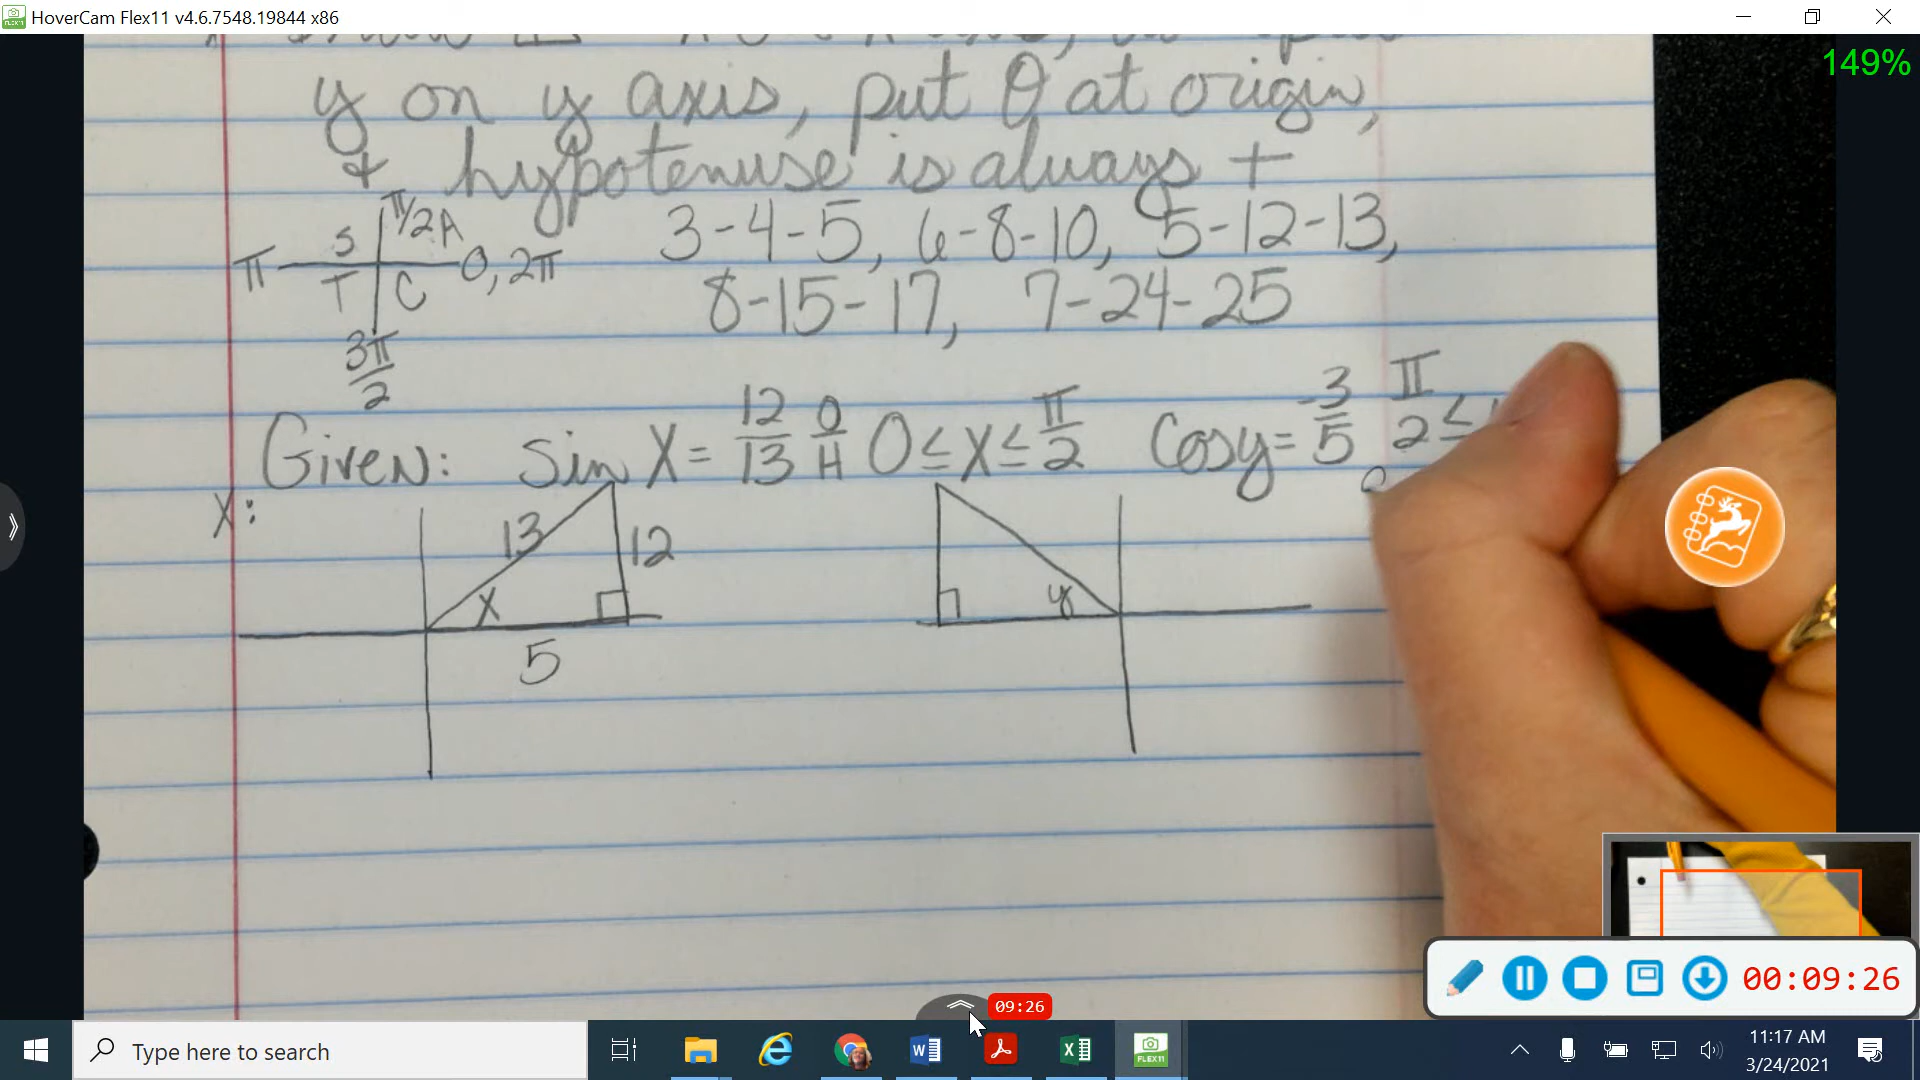 HoverCam Flex11 v4.6.7548.19844 x86
149%
y on y axis, put θ at origin,
+ hypotenuse is always +
S π/2 A
π 0, 2π
T C
3π/2
3-4-5, 6-8-10, 5-12-13,
8-15-17, 7-24-25
Given: sin x = 12/13 O/H 0 ≤ x ≤ π/2 Cos y = -3/5 π/2 ≤
x:
13 12
x y
5
00:09:26
09:26
Type here to search
11:17 AM
3/24/2021